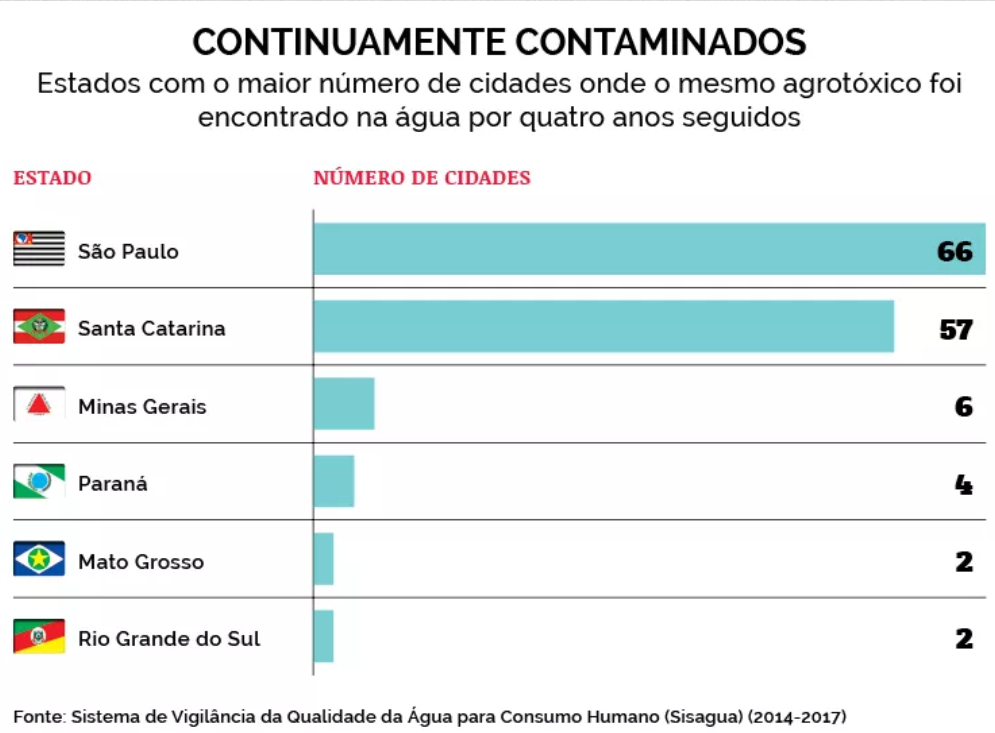 CONTINUAMENTE CONTAMINADOS
Estados com o maior número de cidades onde o mesmo agrotóxico foi
encontrado na água por quatro anos seguidos
ESTADO NÚMERO DE CIDADES
São Paulo 66
Santa Catarina 57
Minas Gerais 6
Paraná 4
Mato Grosso 2
Rio Grande do Sul 2
Fonte: Sistema de Vigilância da Qualidade da Água para Consumo Humano (Sisagua) (2014-2017)